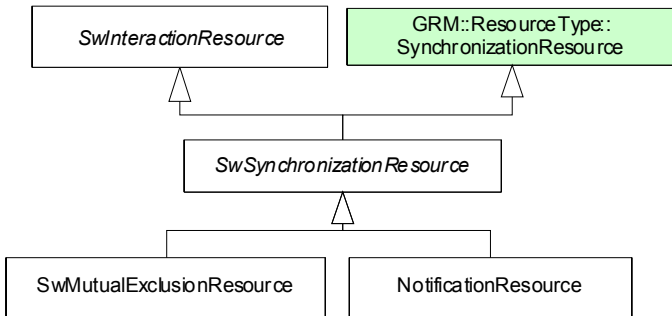 SwInteractionResource
GRM::ResourceType::
SynchronizationResource
SwSynchronizationResource
SwMutualExclusionResource
NotificationResource